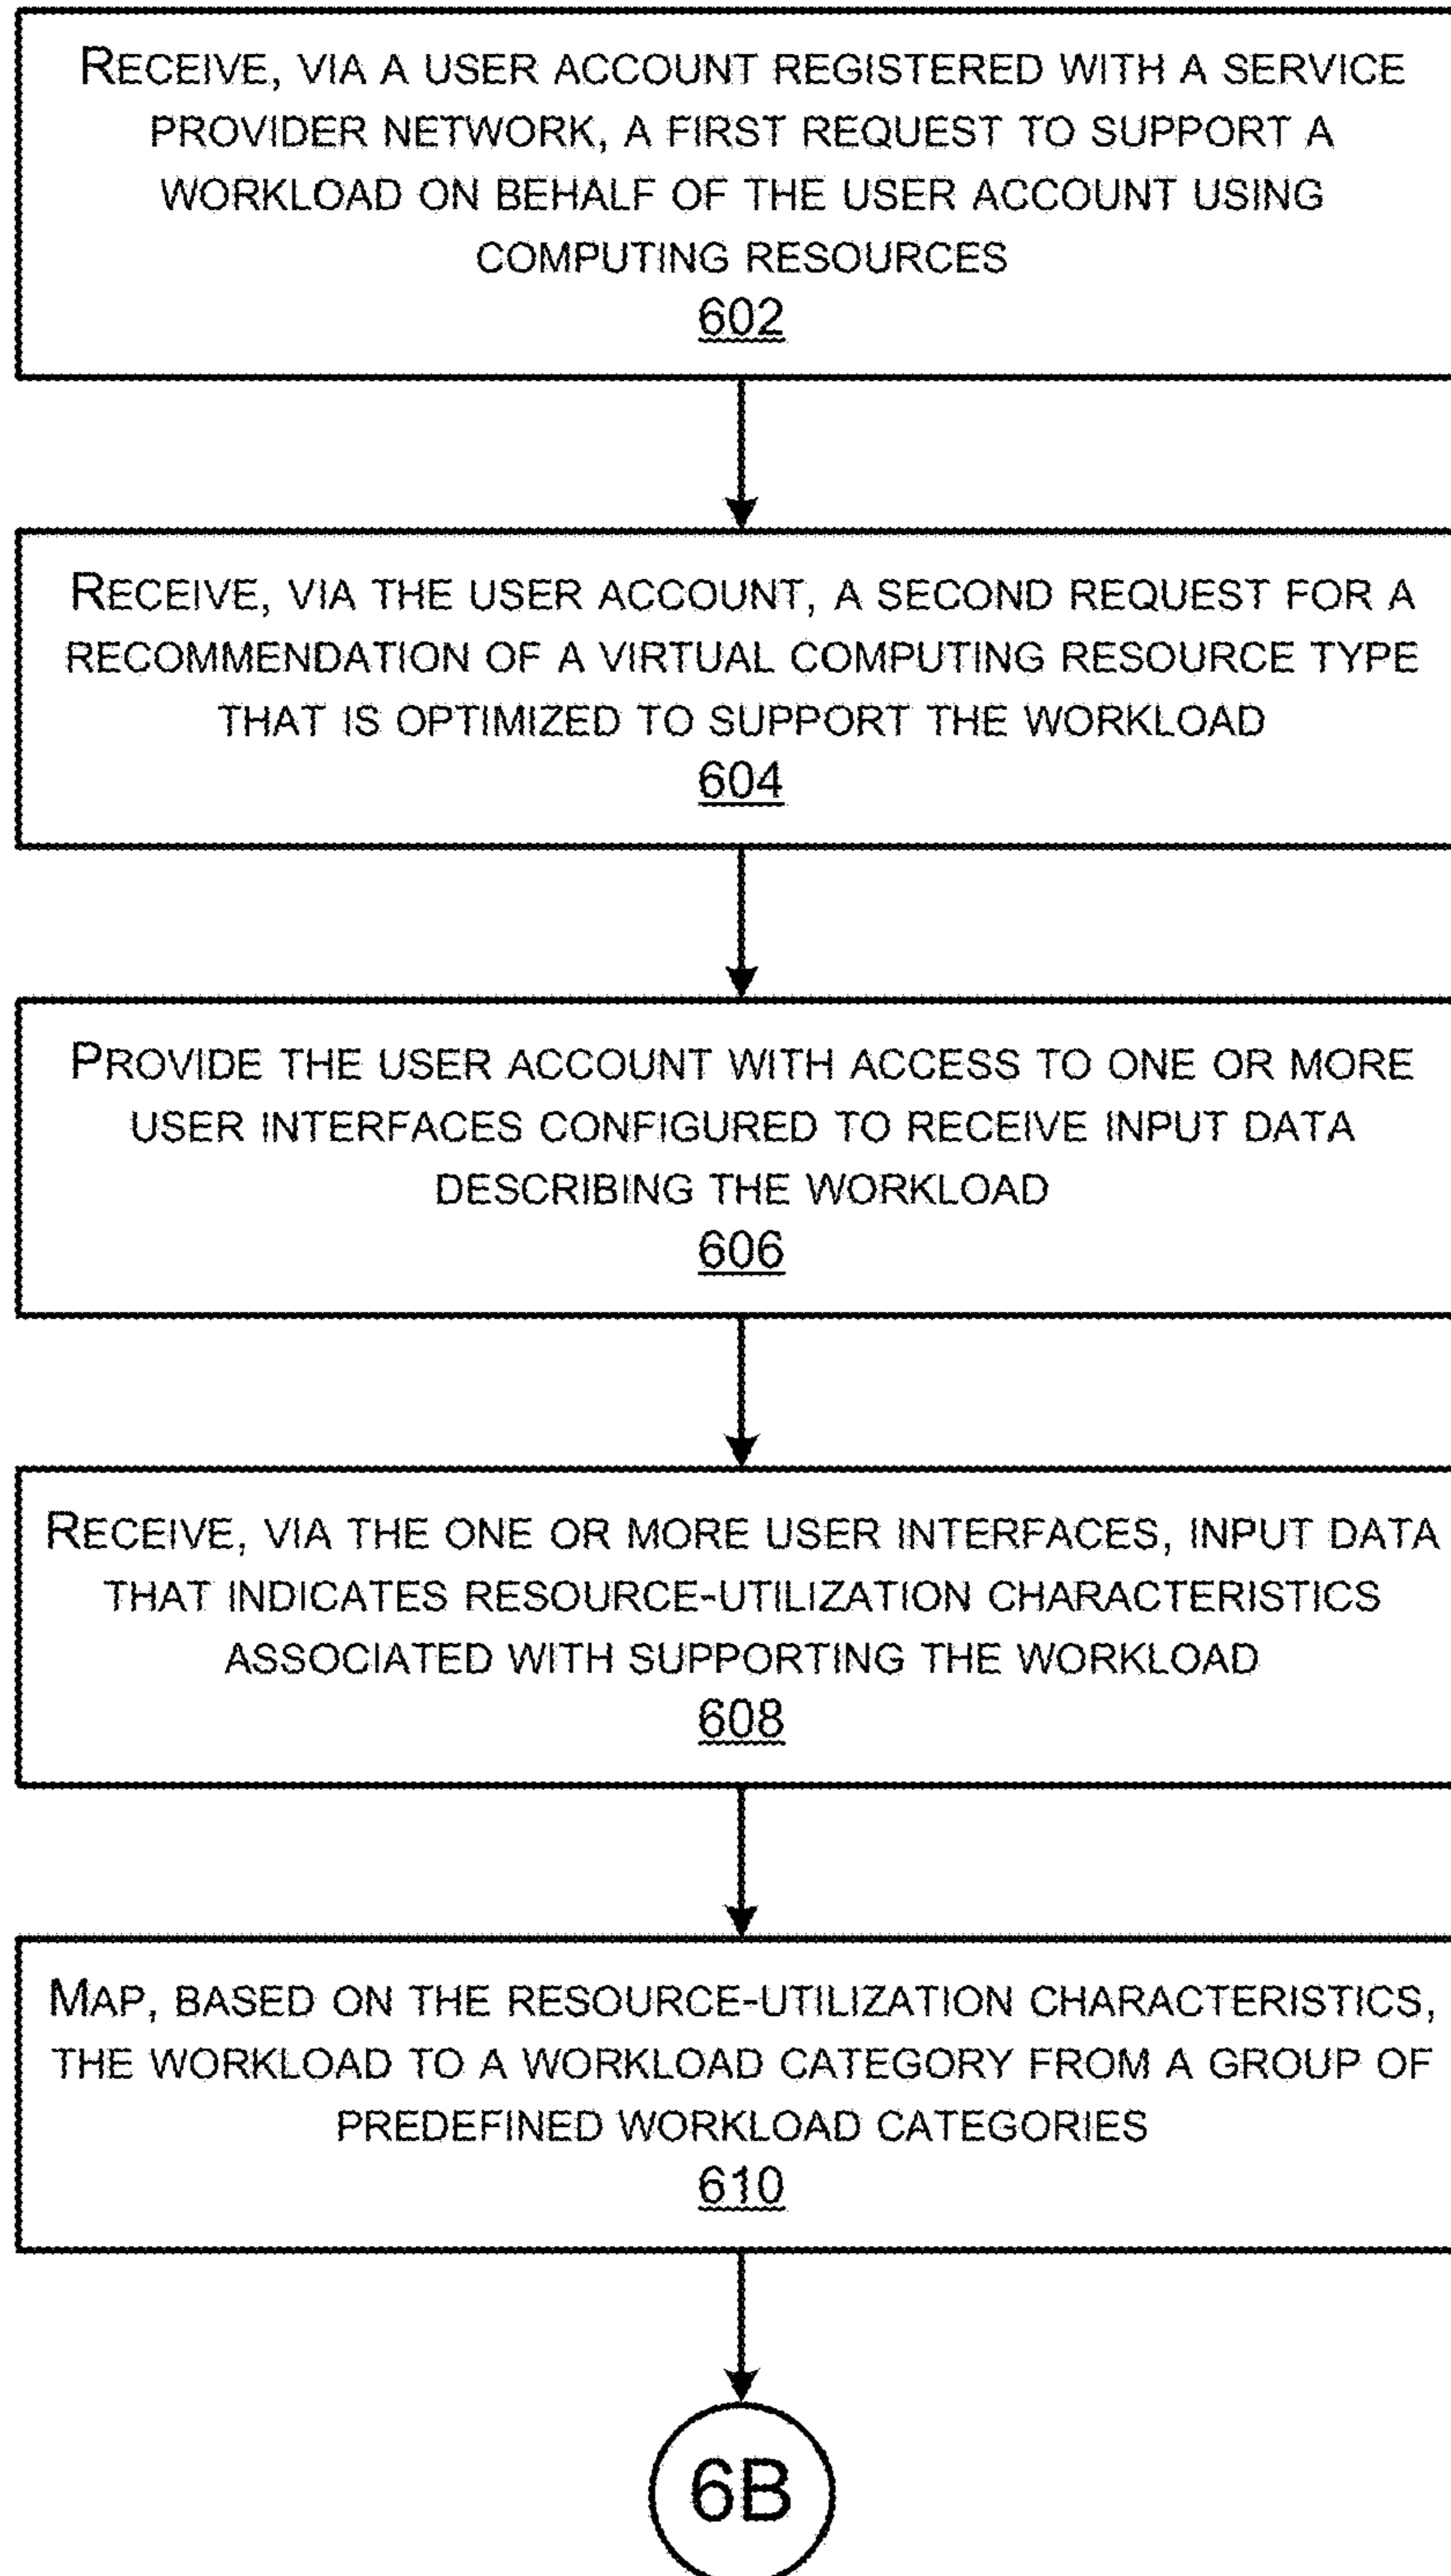 RECEIVE, VIA A USER ACCOUNT REGISTERED WITH A SERVICE
PROVIDER NETWORK, A FIRST REQUEST TO SUPPORT A
WORKLOAD ON BEHALF OF THE USER ACCOUNT USING
COMPUTING RESOURCES
602
RECEIVE, VIA THE USER ACCOUNT, A SECOND REQUEST FOR A
RECOMMENDATION OF A VIRTUAL COMPUTING RESOURCE TYPE
THAT IS OPTIMIZED TO SUPPORT THE WORKLOAD
604
PROVIDE THE USER ACCOUNT WITH ACCESS TO ONE OR MORE
USER INTERFACES CONFIGURED TO RECEIVE INPUT DATA
DESCRIBING THE WORKLOAD
606
RECEIVE, VIA THE ONE OR MORE USER INTERFACES, INPUT DATA
THAT INDICATES RESOURCE-UTILIZATION CHARACTERISTICS
ASSOCIATED WITH SUPPORTING THE WORKLOAD
608
MAP, BASED ON THE RESOURCE-UTILIZATION CHARACTERISTICS,
THE WORKLOAD TO A WORKLOAD CATEGORY FROM A GROUP OF
PREDEFINED WORKLOAD CATEGORIES
610
6B